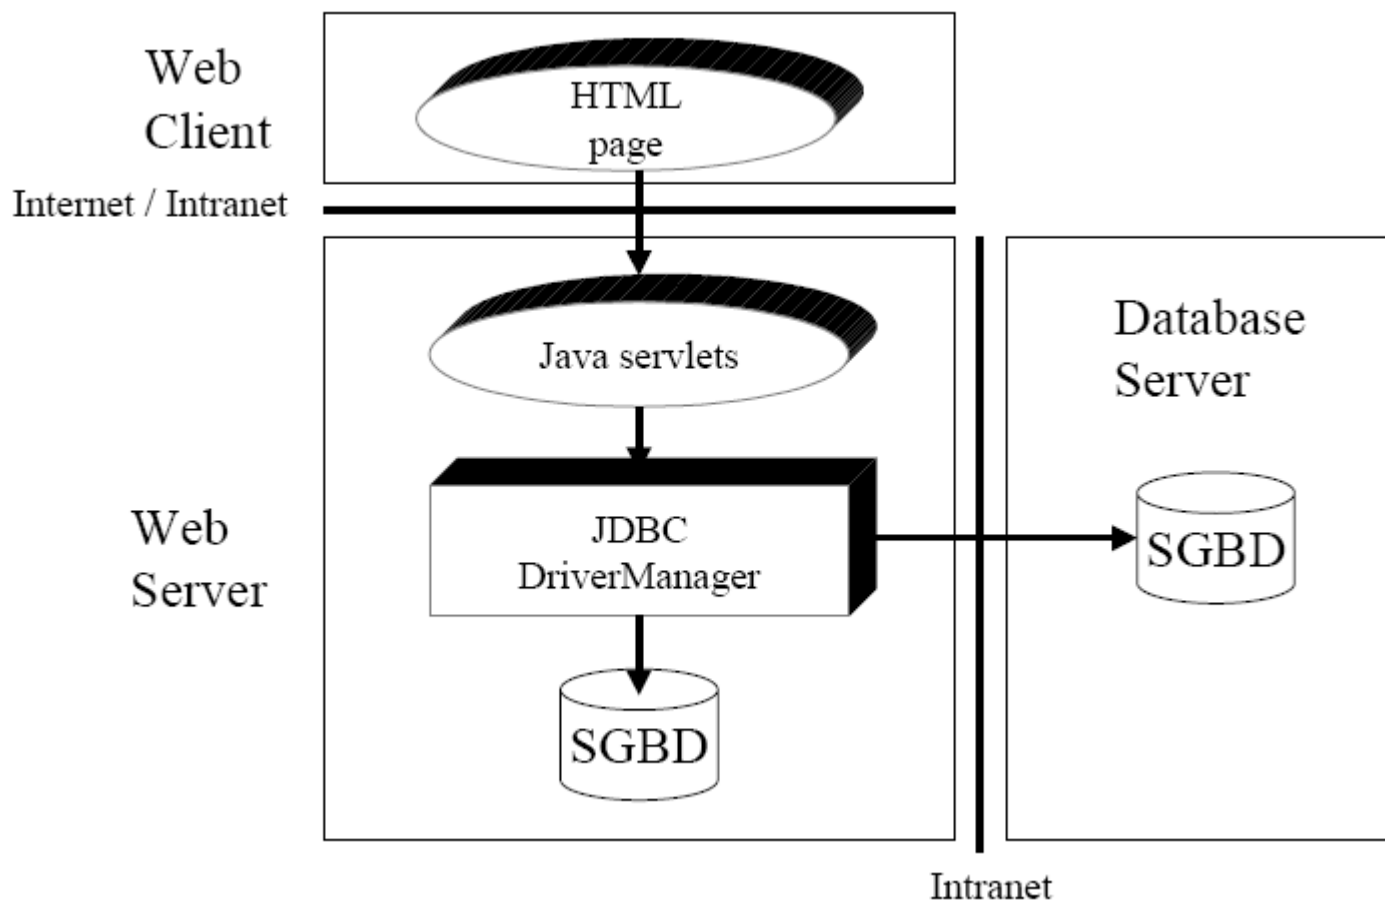 Web
Client
HTML
page
Internet / Intranet
Java servlets
Database
Server
Web
Server
JDBC
DriverManager
SGBD
SGBD
Intranet